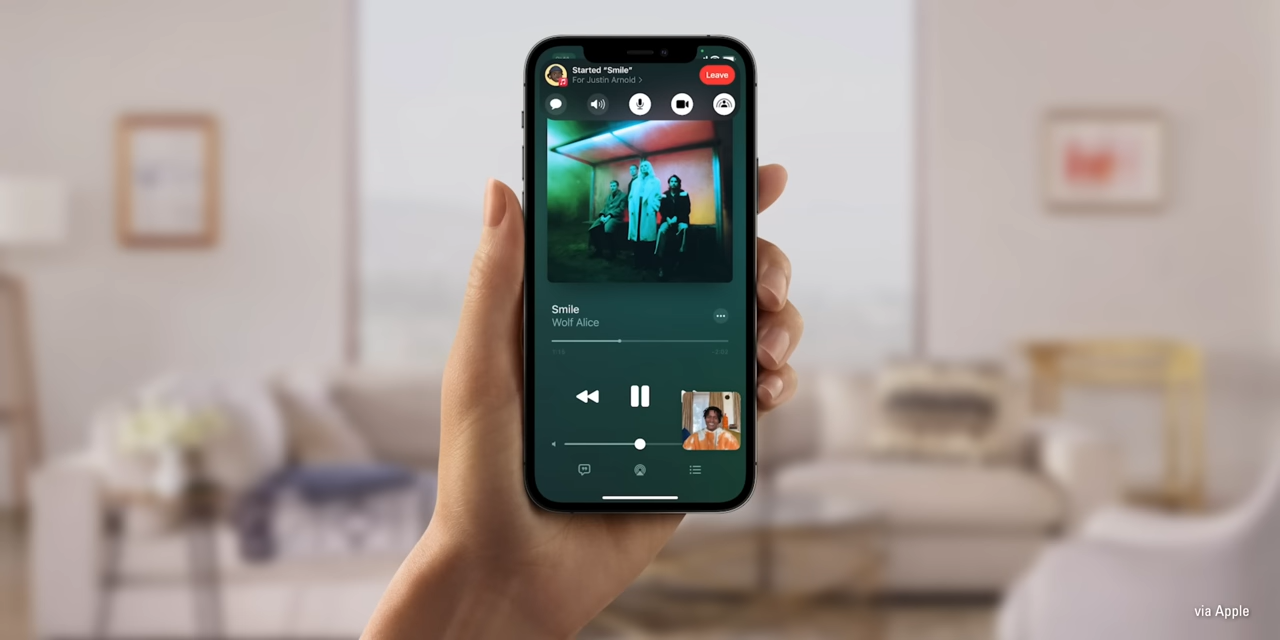 Started "Smile"
For Justin Arnold >
Leave
Smile
Wolf Alice
via Apple